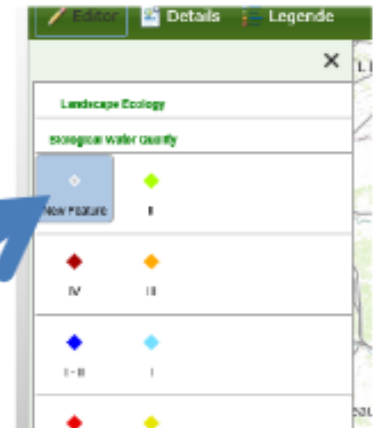 Editor Details Legende
Landscape Ecology
Biological Water Quality
New Feature II
IV III
I-II I